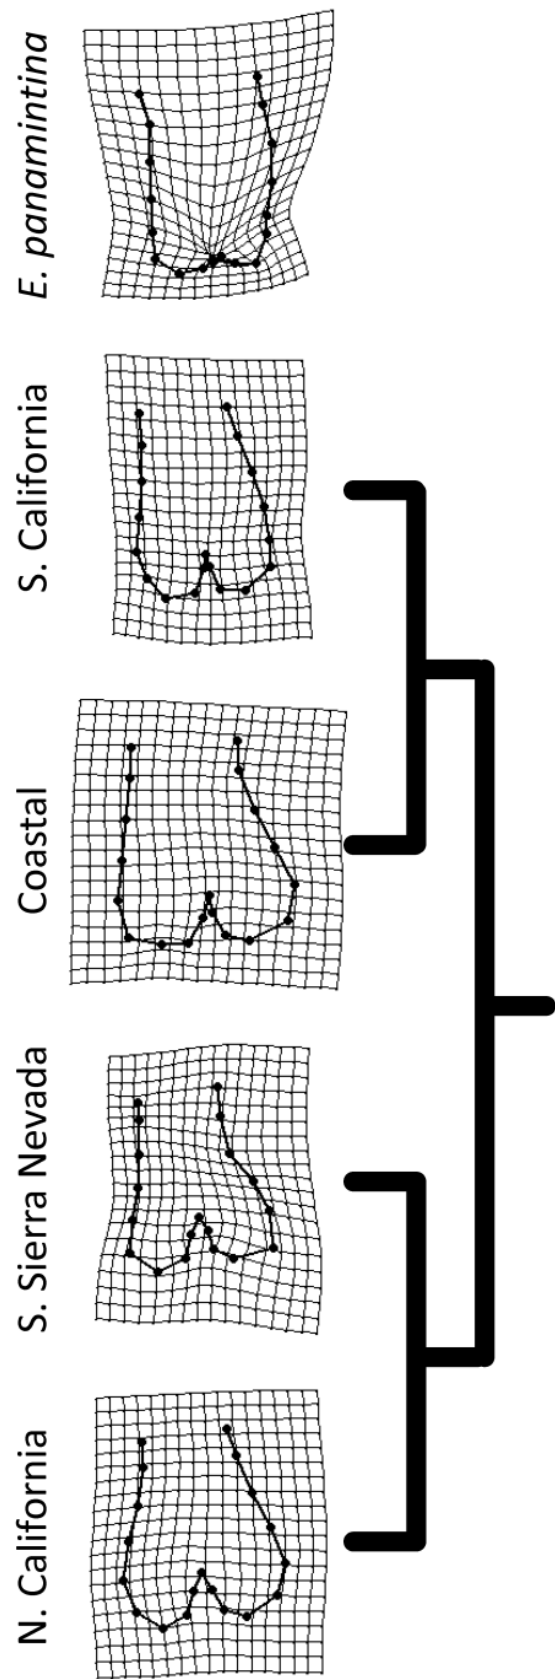 E. panamintina
S. California
Coastal
S. Sierra Nevada
N. California